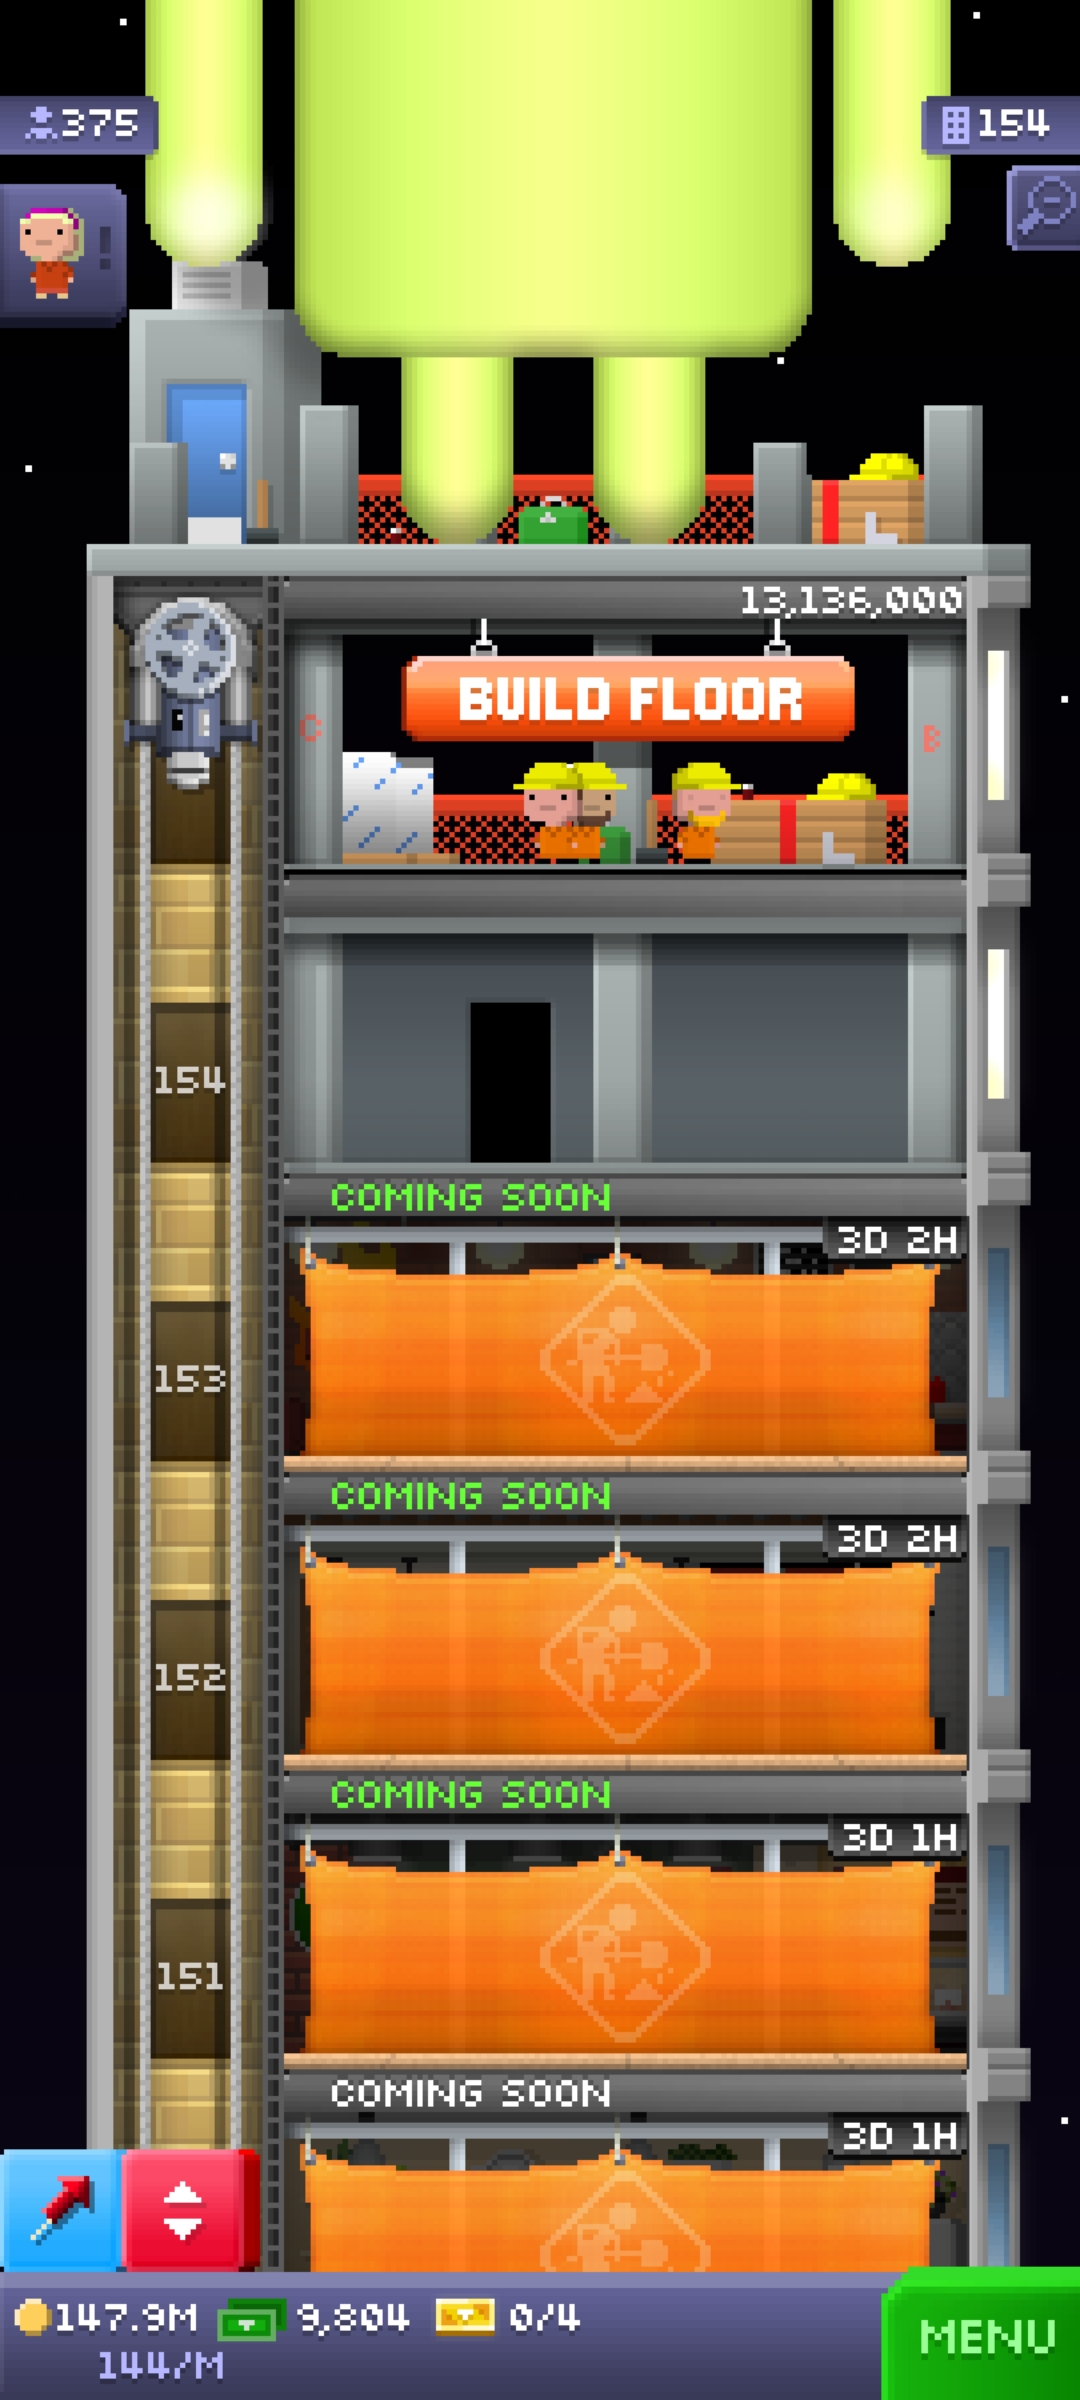 375
154
!
13,136,000
BUILD FLOOR
C
B
154
COMING SOON
3D 2H
153
COMING SOON
3D 2H
152
COMING SOON
3D 1H
151
COMING SOON
3D 1H
147.9M 9,804 0/4
144/M
MENU